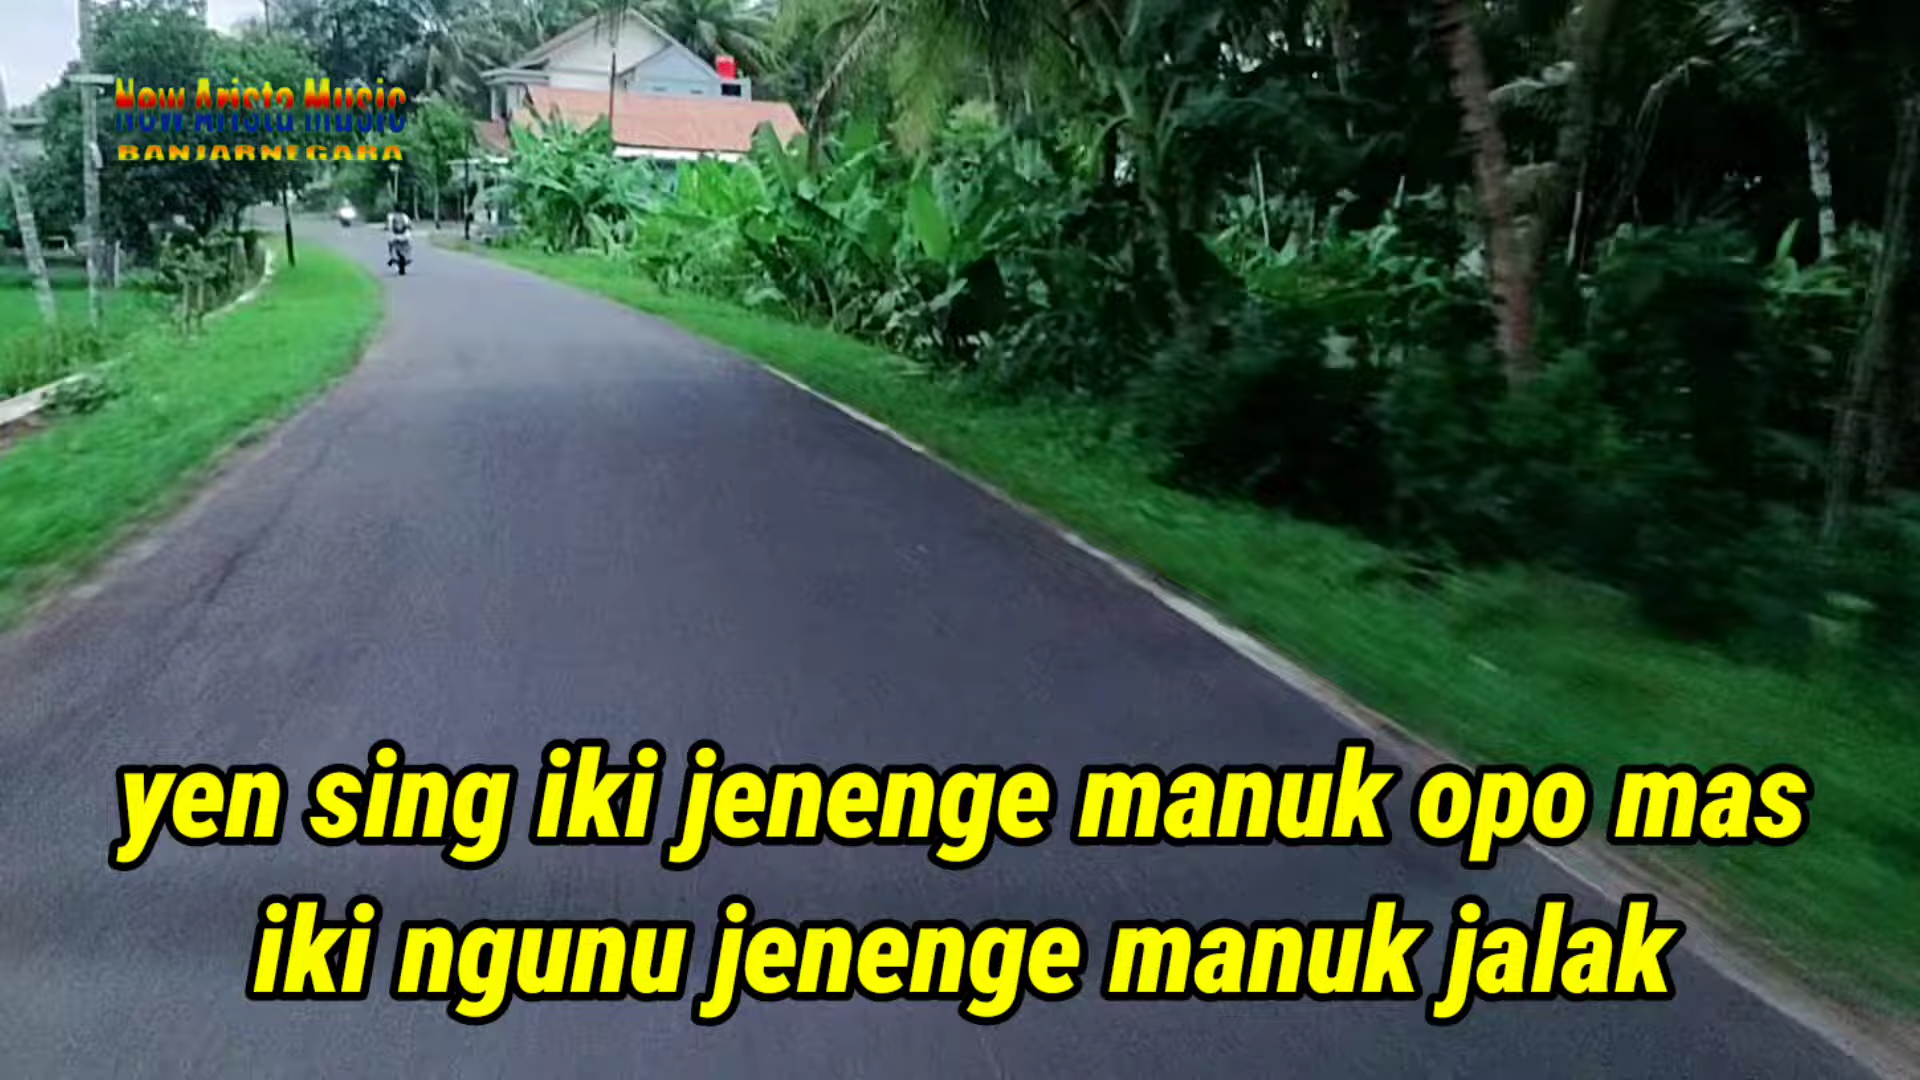 New Arista Music
BANJARNEGARA
yen sing iki jenenge manuk opo mas
iki ngunu jenenge manuk jalak